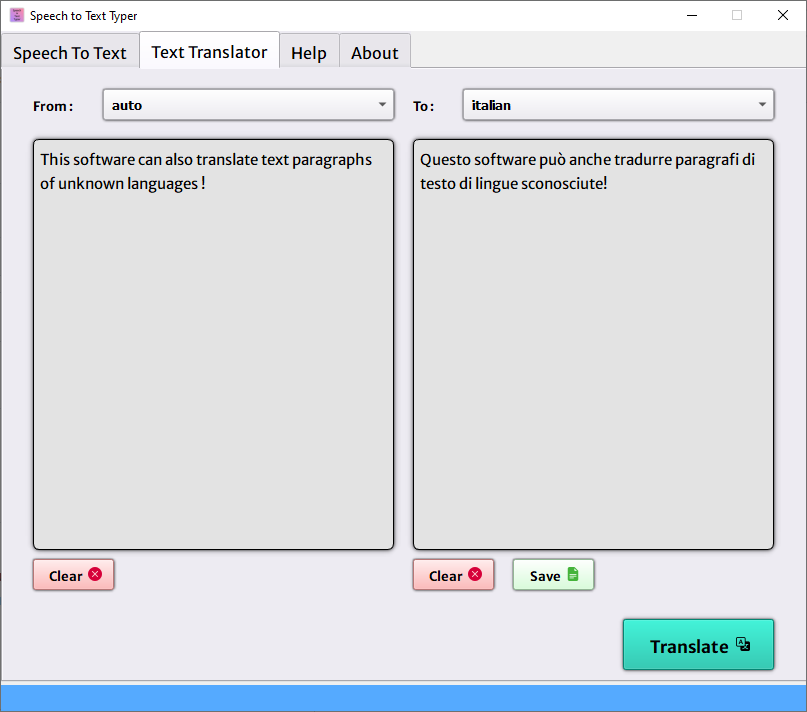 Speech to Text Typer
Speech To Text
Text Translator
Help
About
From :
auto
To :
italian
This software can also translate text paragraphs
of unknown languages !
Questo software può anche tradurre paragrafi di
testo di lingue sconosciute!
Clear
Clear
Save
Translate